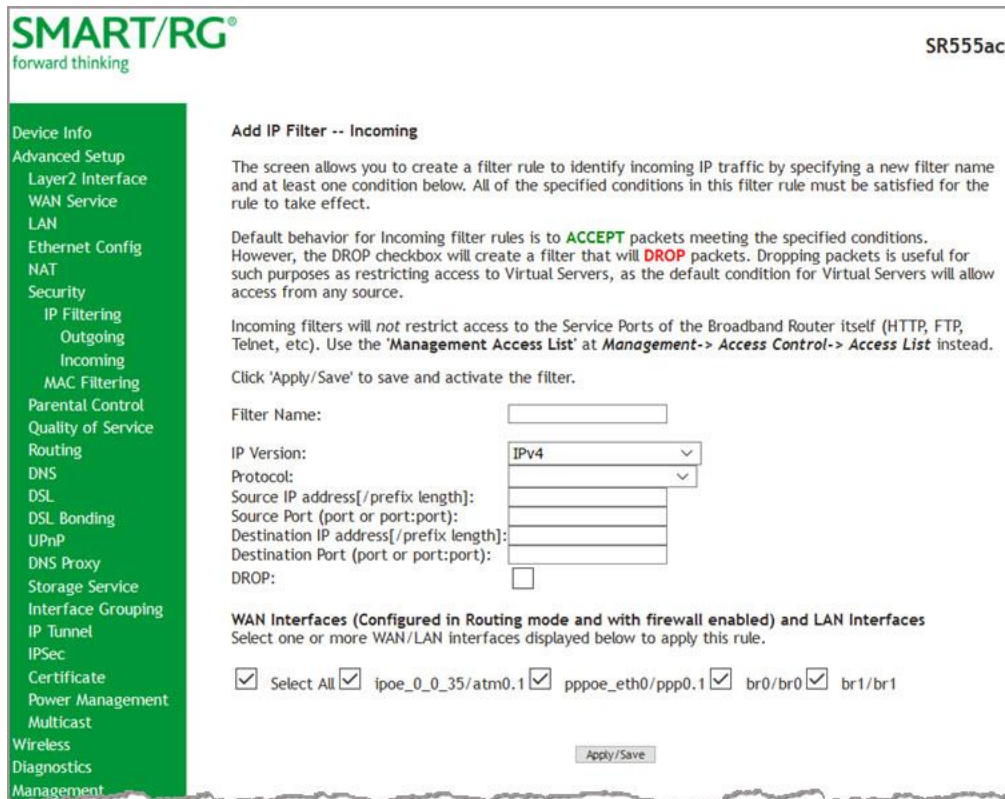 SMART/RG®
forward thinking
SR555ac
Device Info
Advanced Setup
Layer2 Interface
WAN Service
LAN
Ethernet Config
NAT
Security
IP Filtering
Outgoing
Incoming
MAC Filtering
Parental Control
Quality of Service
Routing
DNS
DSL
DSL Bonding
UPnP
DNS Proxy
Storage Service
Interface Grouping
IP Tunnel
IPSec
Certificate
Power Management
Multicast
Wireless
Diagnostics
Management
Add IP Filter -- Incoming
The screen allows you to create a filter rule to identify incoming IP traffic by specifying a new filter name
and at least one condition below. All of the specified conditions in this filter rule must be satisfied for the
rule to take effect.
Default behavior for Incoming filter rules is to ACCEPT packets meeting the specified conditions.
However, the DROP checkbox will create a filter that will DROP packets. Dropping packets is useful for
such purposes as restricting access to Virtual Servers, as the default condition for Virtual Servers will allow
access from any source.
Incoming filters will not restrict access to the Service Ports of the Broadband Router itself (HTTP, FTP,
Telnet, etc). Use the 'Management Access List' at Management-> Access Control-> Access List instead.
Click 'Apply/Save' to save and activate the filter.
Filter Name:
IP Version: IPv4
Protocol:
Source IP address[/prefix length]:
Source Port (port or port:port):
Destination IP address[/prefix length]:
Destination Port (port or port:port):
DROP:
WAN Interfaces (Configured in Routing mode and with firewall enabled) and LAN Interfaces
Select one or more WAN/LAN interfaces displayed below to apply this rule.
Select All ipoe_0_0_35/atm0.1 pppoe_eth0/ppp0.1 br0/br0 br1/br1
Apply/Save